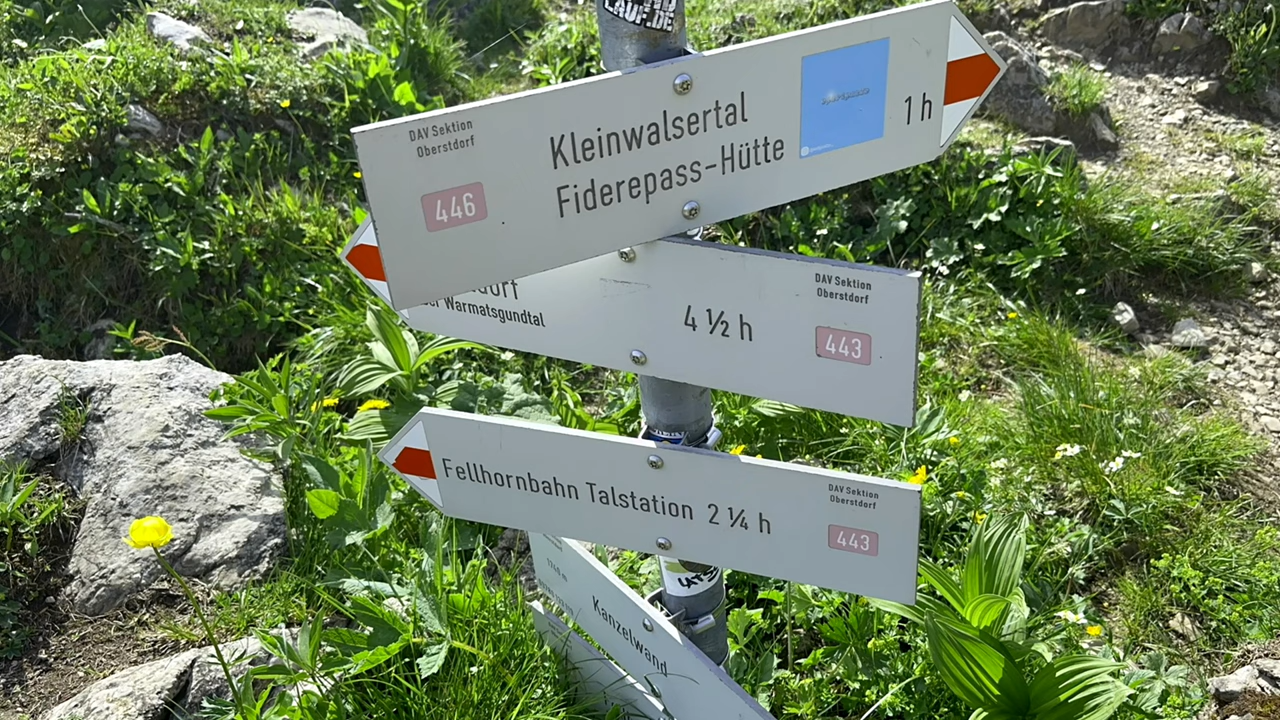 LAUF.DE
DAV Sektion
Oberstdorf
446
Kleinwalsertal
Fiderepass-Hütte
1 h
Warmatsgundtal
4 ½ h
DAV Sektion
Oberstdorf
443
Fellhornbahn Talstation 2 ¼ h
DAV Sektion
Oberstdorf
443
Kanzelwand